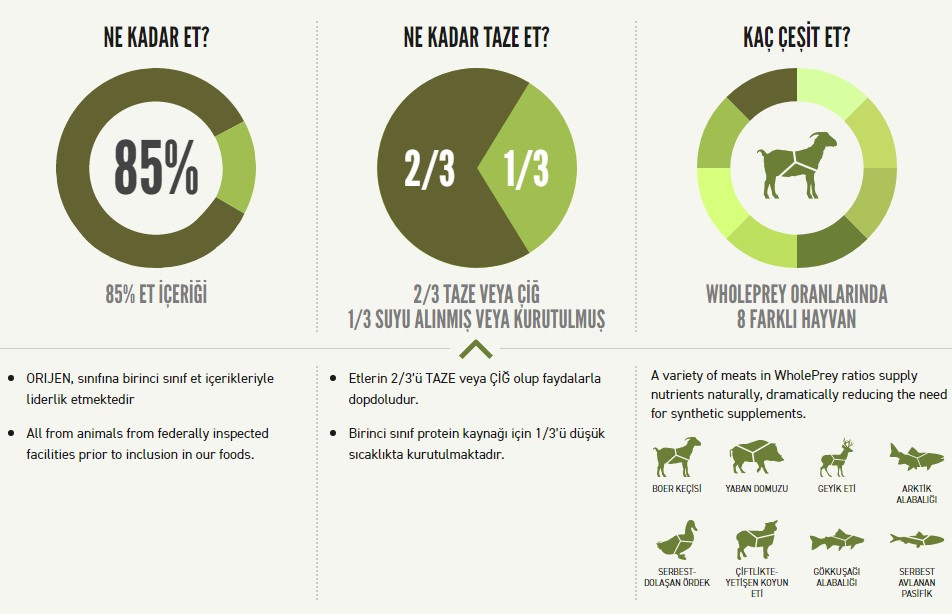 NE KADAR ET?
85%
85% ET İÇERİĞİ
NE KADAR TAZE ET?
2/3
1/3
2/3 TAZE VEYA ÇİĞ
1/3 SUYU ALINMIŞ VEYA KURUTULMUŞ
KAÇ ÇEŞİT ET?
WHOLEPREY ORANLARINDA
8 FARKLI HAYVAN
• ORIJEN, sınıfına birinci sınıf et içerikleriyle
liderlik etmektedir
• All from animals from federally inspected
facilities prior to inclusion in our foods.
• Etlerin 2/3'ü TAZE veya ÇİĞ olup faydalarla
dopdoludur.
• Birinci sınıf protein kaynağı için 1/3'ü düşük
sıcaklıkta kurutulmaktadır.
A variety of meats in WholePrey ratios supply
nutrients naturally, dramatically reducing the need
for synthetic supplements.
BOER KEÇİSİ
YABAN DOMUZU
GEYİK ETİ
ARKTİK
ALABALIĞI
SERBEST-
DOLAŞAN ÖRDEK
ÇİFTLİKTE-
YETİŞEN KOYUN
ETİ
GÖKKUŞAĞI
ALABALIĞI
SERBEST
AVLANAN
PASİFİK